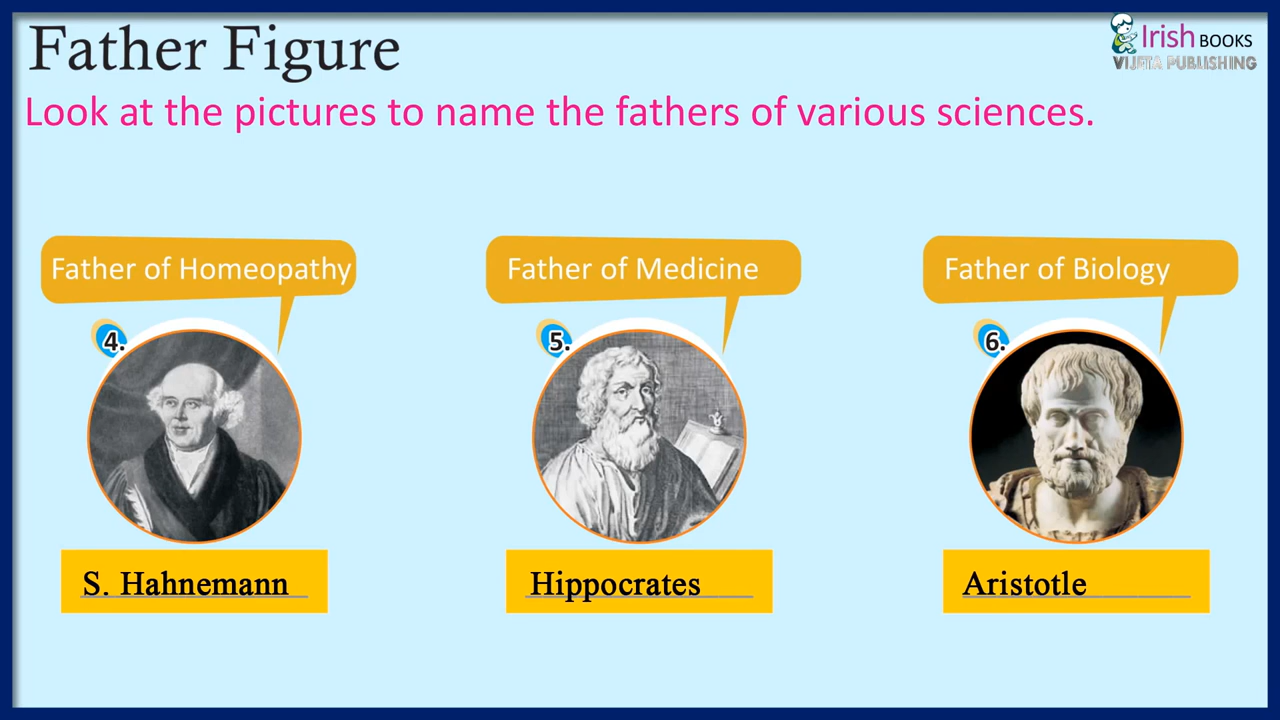 Father Figure
Irish BOOKS
VIJETA PUBLISHING
Look at the pictures to name the fathers of various sciences.
Father of Homeopathy
Father of Medicine
Father of Biology
4.
5.
6.
S. Hahnemann
Hippocrates
Aristotle